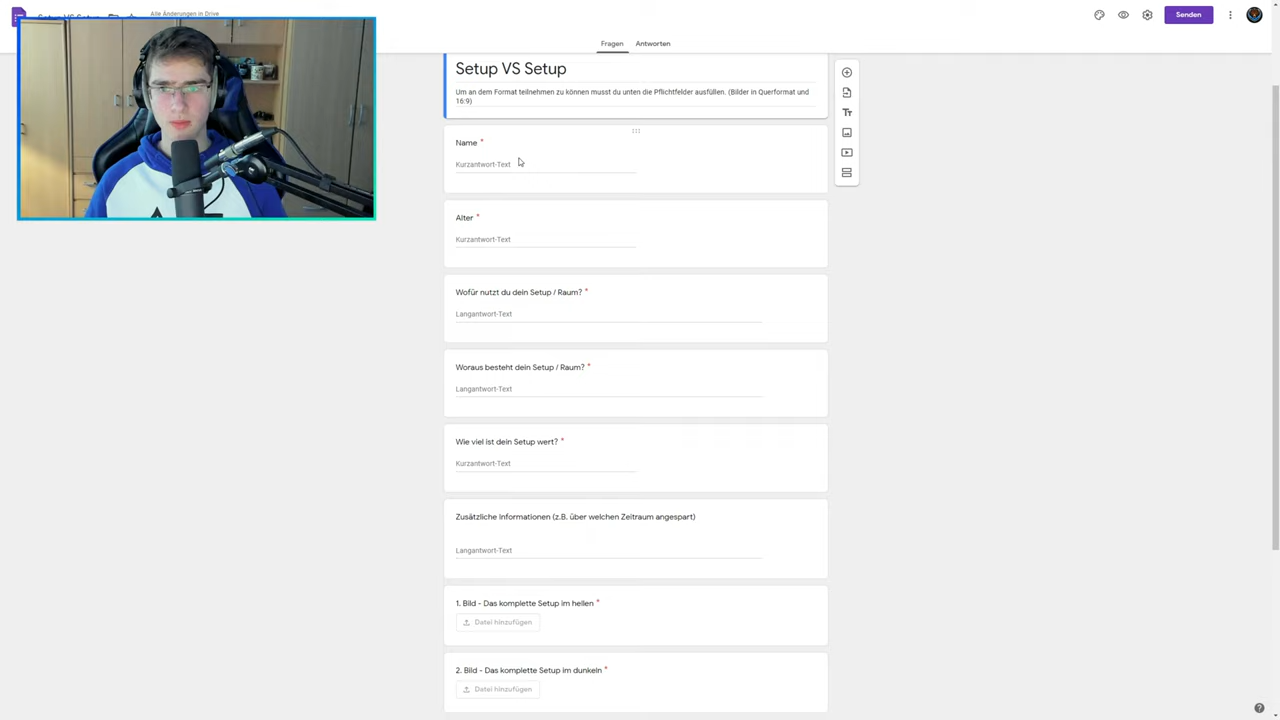 Setup VS Setup
Alle Änderungen in Drive
Senden
Fragen
Antworten
Setup VS Setup
Um an dem Format teilnehmen zu können musst du unten die Pflichtfelder ausfüllen. (Bilder in Querformat und
16:9)
Name *
Kurzantwort-Text
Alter *
Kurzantwort-Text
Wofür nutzt du dein Setup / Raum? *
Langantwort-Text
Woraus besteht dein Setup / Raum? *
Langantwort-Text
Wie viel ist dein Setup wert? *
Kurzantwort-Text
Zusätzliche Informationen (z.B. über welchen Zeitraum angespart)
Langantwort-Text
1. Bild - Das komplette Setup im hellen *
Datei hinzufügen
2. Bild - Das komplette Setup im dunkeln *
Datei hinzufügen